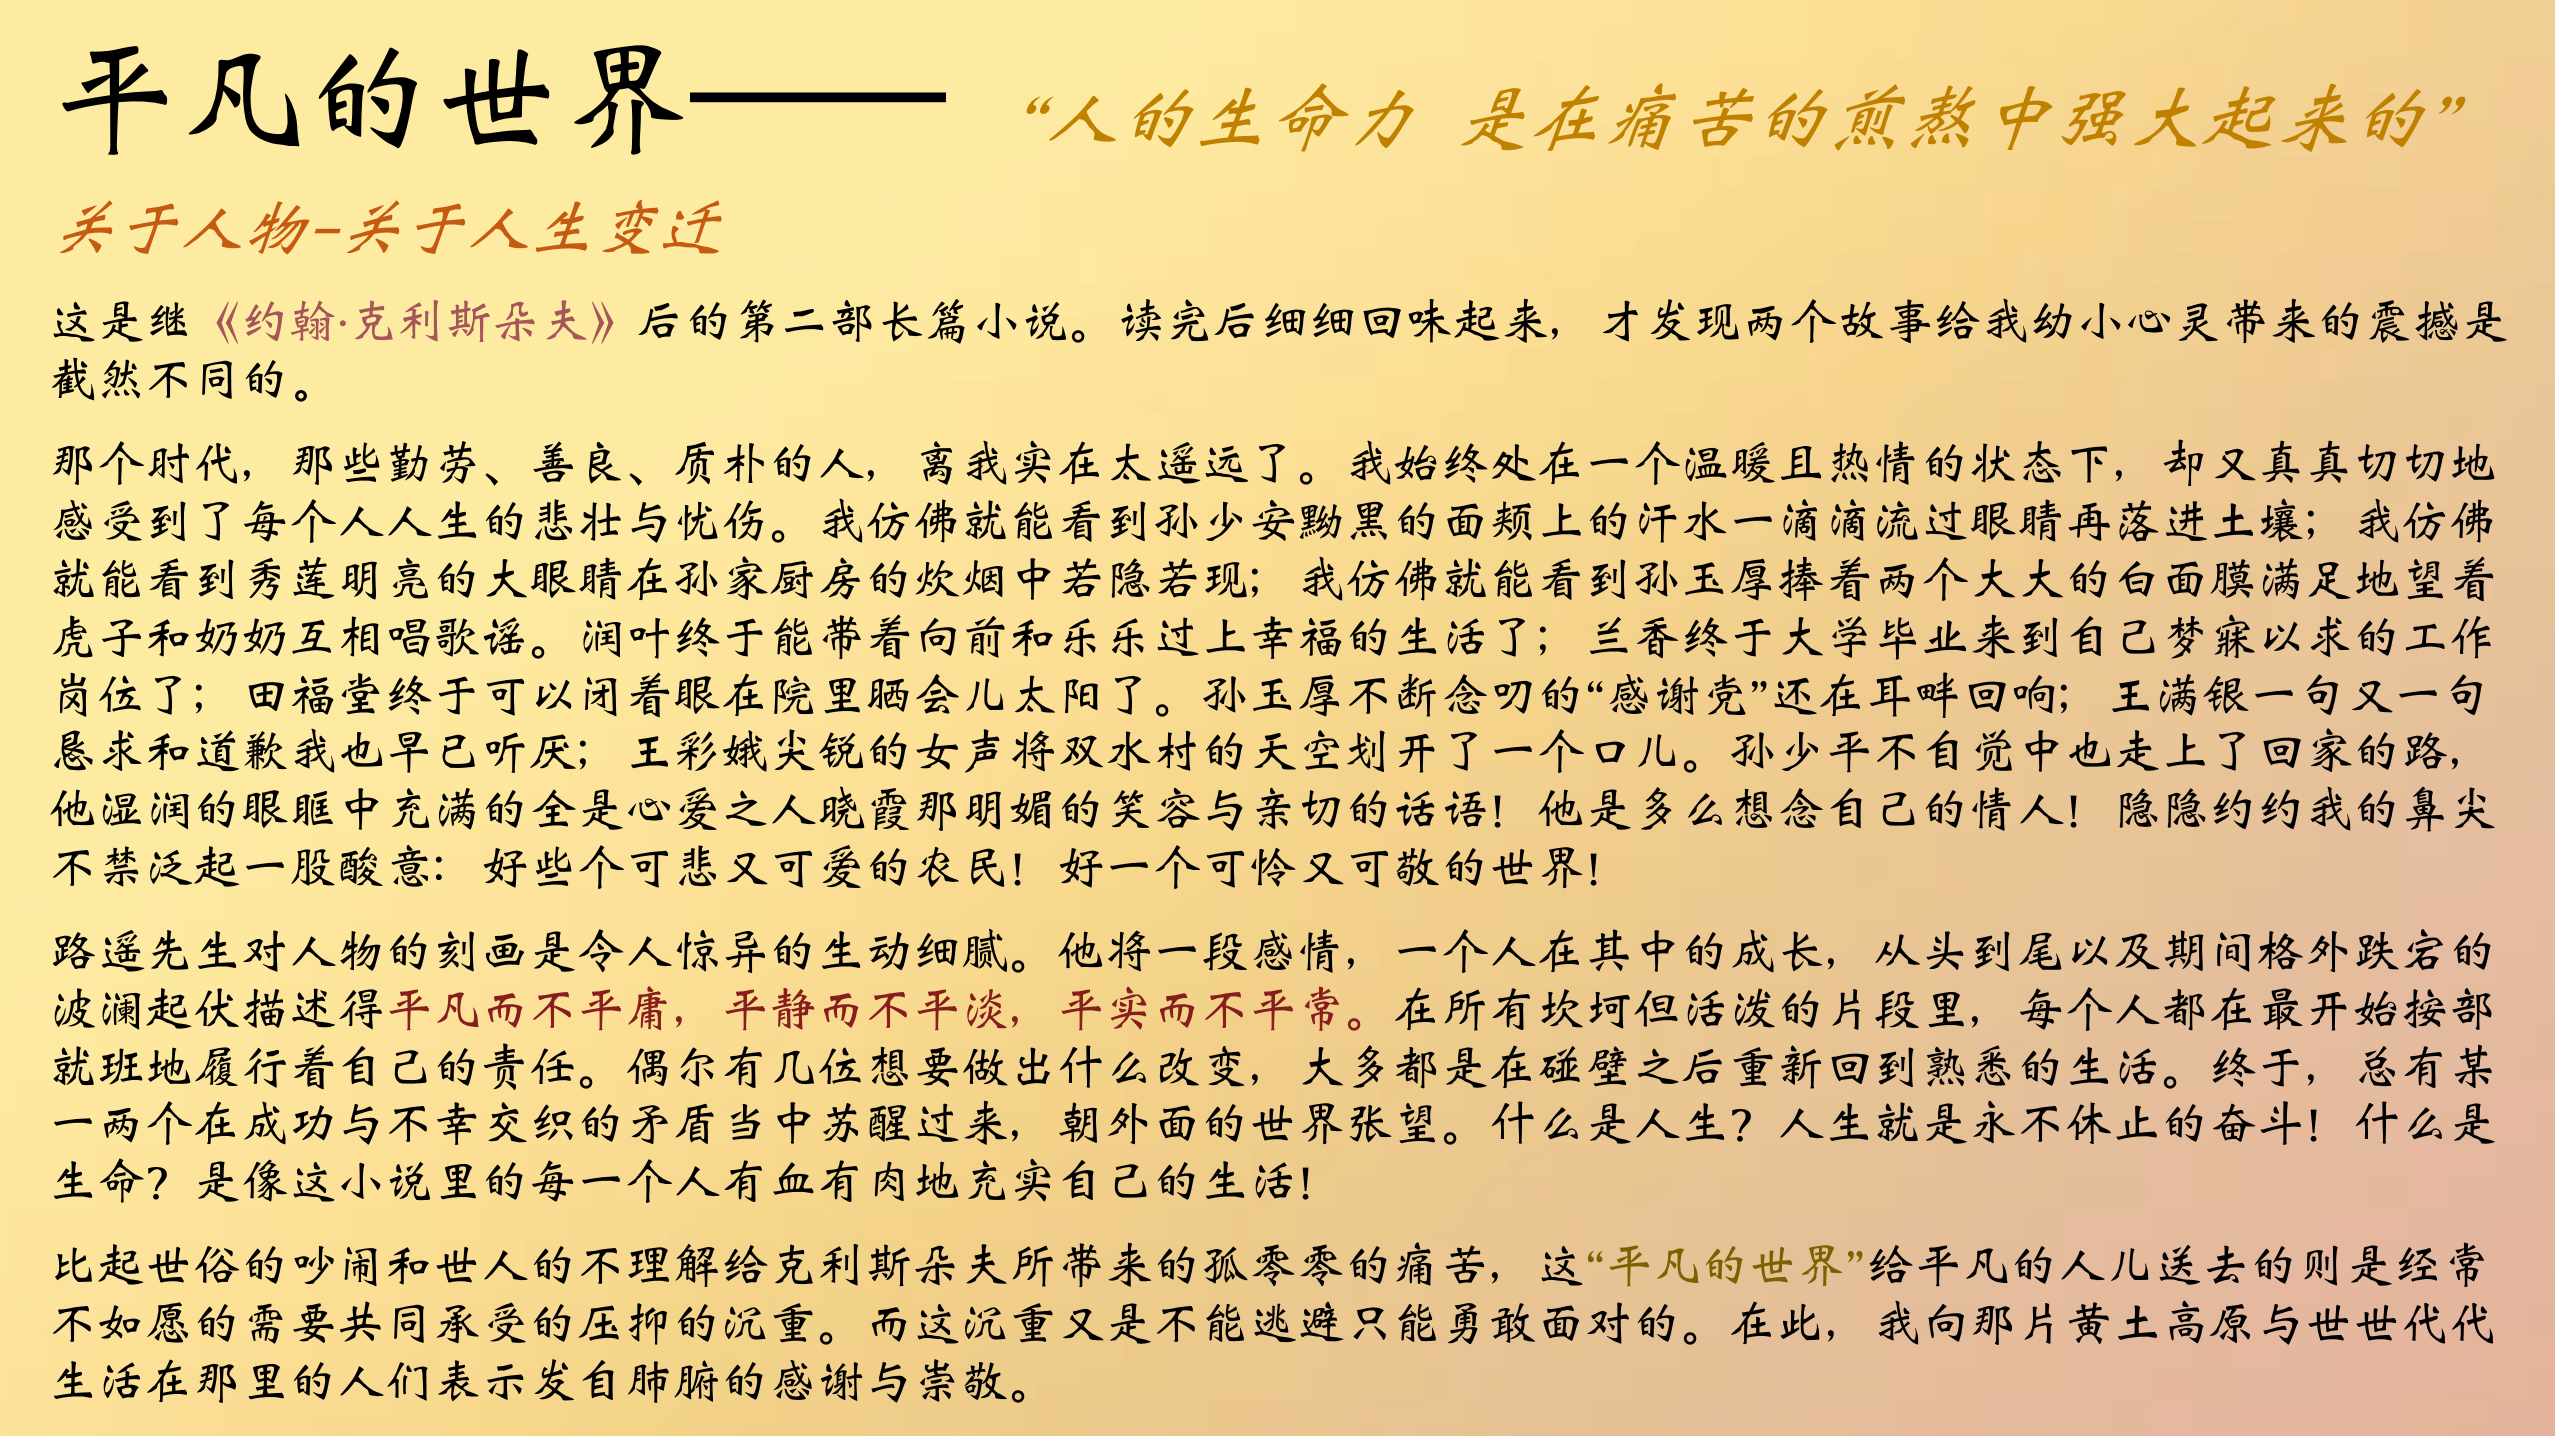 平凡的世界—— “人的生命力 是在痛苦的煎熬中强大起来的”
关于人物-关于人生变迁
这是继《约翰·克利斯朵夫》后的第二部长篇小说。读完后细细回味起来，才发现两个故事给我幼小心灵带来的震撼是
截然不同的。
那个时代，那些勤劳、善良、质朴的人，离我实在太遥远了。我始终处在一个温暖且热情的状态下，却又真真切切地
感受到了每个人人生的悲壮与忧伤。我仿佛就能看到孙少安黝黑的面颊上的汗水一滴滴流过眼睛再落进土壤；我仿佛
就能看到秀莲明亮的大眼睛在孙家厨房的炊烟中若隐若现；我仿佛就能看到孙玉厚捧着两个大大的白面膜满足地望着
虎子和奶奶互相唱歌谣。润叶终于能带着向前和乐乐过上幸福的生活了；兰香终于大学毕业来到自己梦寐以求的工作
岗位了；田福堂终于可以闭着眼在院里晒会儿太阳了。孙玉厚不断念叨的“感谢党”还在耳畔回响；王满银一句又一句
恳求和道歉我也早已听厌；王彩娥尖锐的女声将双水村的天空划开了一个口儿。孙少平不自觉中也走上了回家的路，
他湿润的眼眶中充满的全是心爱之人晓霞那明媚的笑容与亲切的话语！他是多么想念自己的情人！隐隐约约我的鼻尖
不禁泛起一股酸意：好些个可悲又可爱的农民！好一个可怜又可敬的世界！
路遥先生对人物的刻画是令人惊异的生动细腻。他将一段感情，一个人在其中的成长，从头到尾以及期间格外跌宕的
波澜起伏描述得平凡而不平庸，平静而不平淡，平实而不平常。在所有坎坷但活泼的片段里，每个人都在最开始按部
就班地履行着自己的责任。偶尔有几位想要做出什么改变，大多都是在碰壁之后重新回到熟悉的生活。终于，总有某
一两个在成功与不幸交织的矛盾当中苏醒过来，朝外面的世界张望。什么是人生？人生就是永不休止的奋斗！什么是
生命？是像这小说里的每一个人有血有肉地充实自己的生活！
比起世俗的吵闹和世人的不理解给克利斯朵夫所带来的孤零零的痛苦，这“平凡的世界”给平凡的人儿送去的则是经常
不如愿的需要共同承受的压抑的沉重。而这沉重又是不能逃避只能勇敢面对的。在此，我向那片黄土高原与世世代代
生活在那里的人们表示发自肺腑的感谢与崇敬。